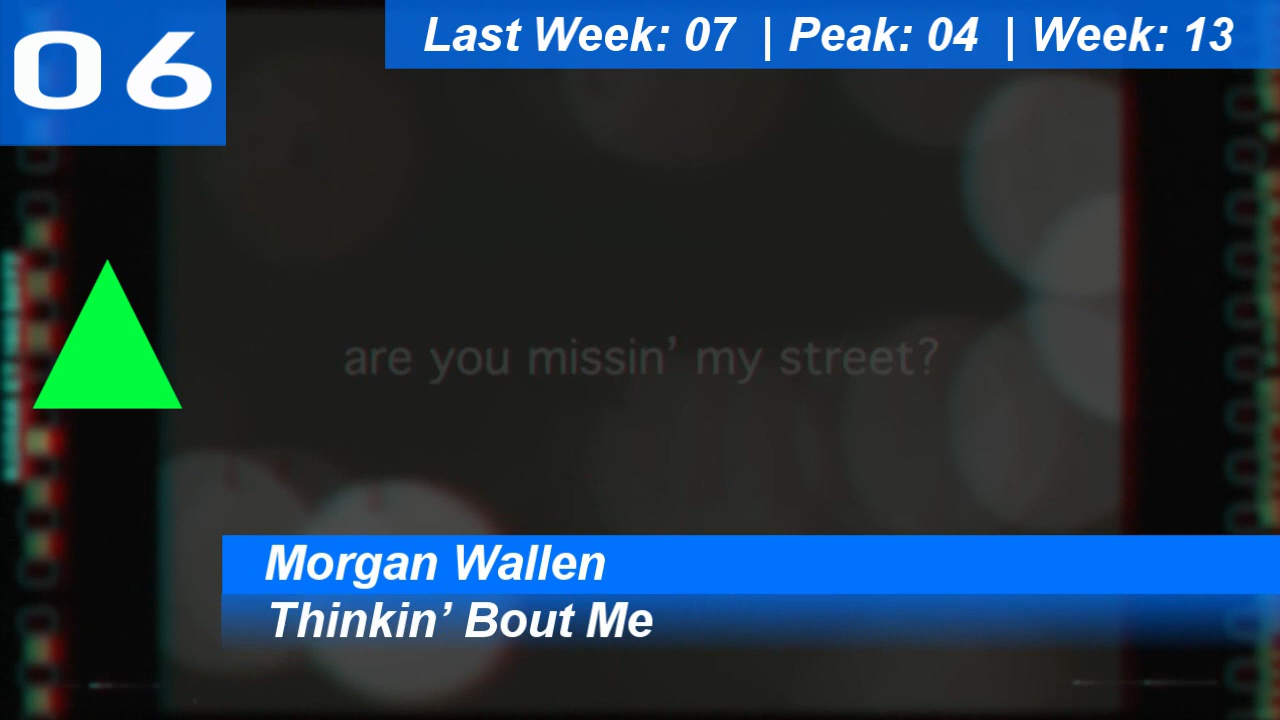 06
Last Week: 07 | Peak: 04 | Week: 13
are you missin’ my street?
Morgan Wallen
Thinkin’ Bout Me